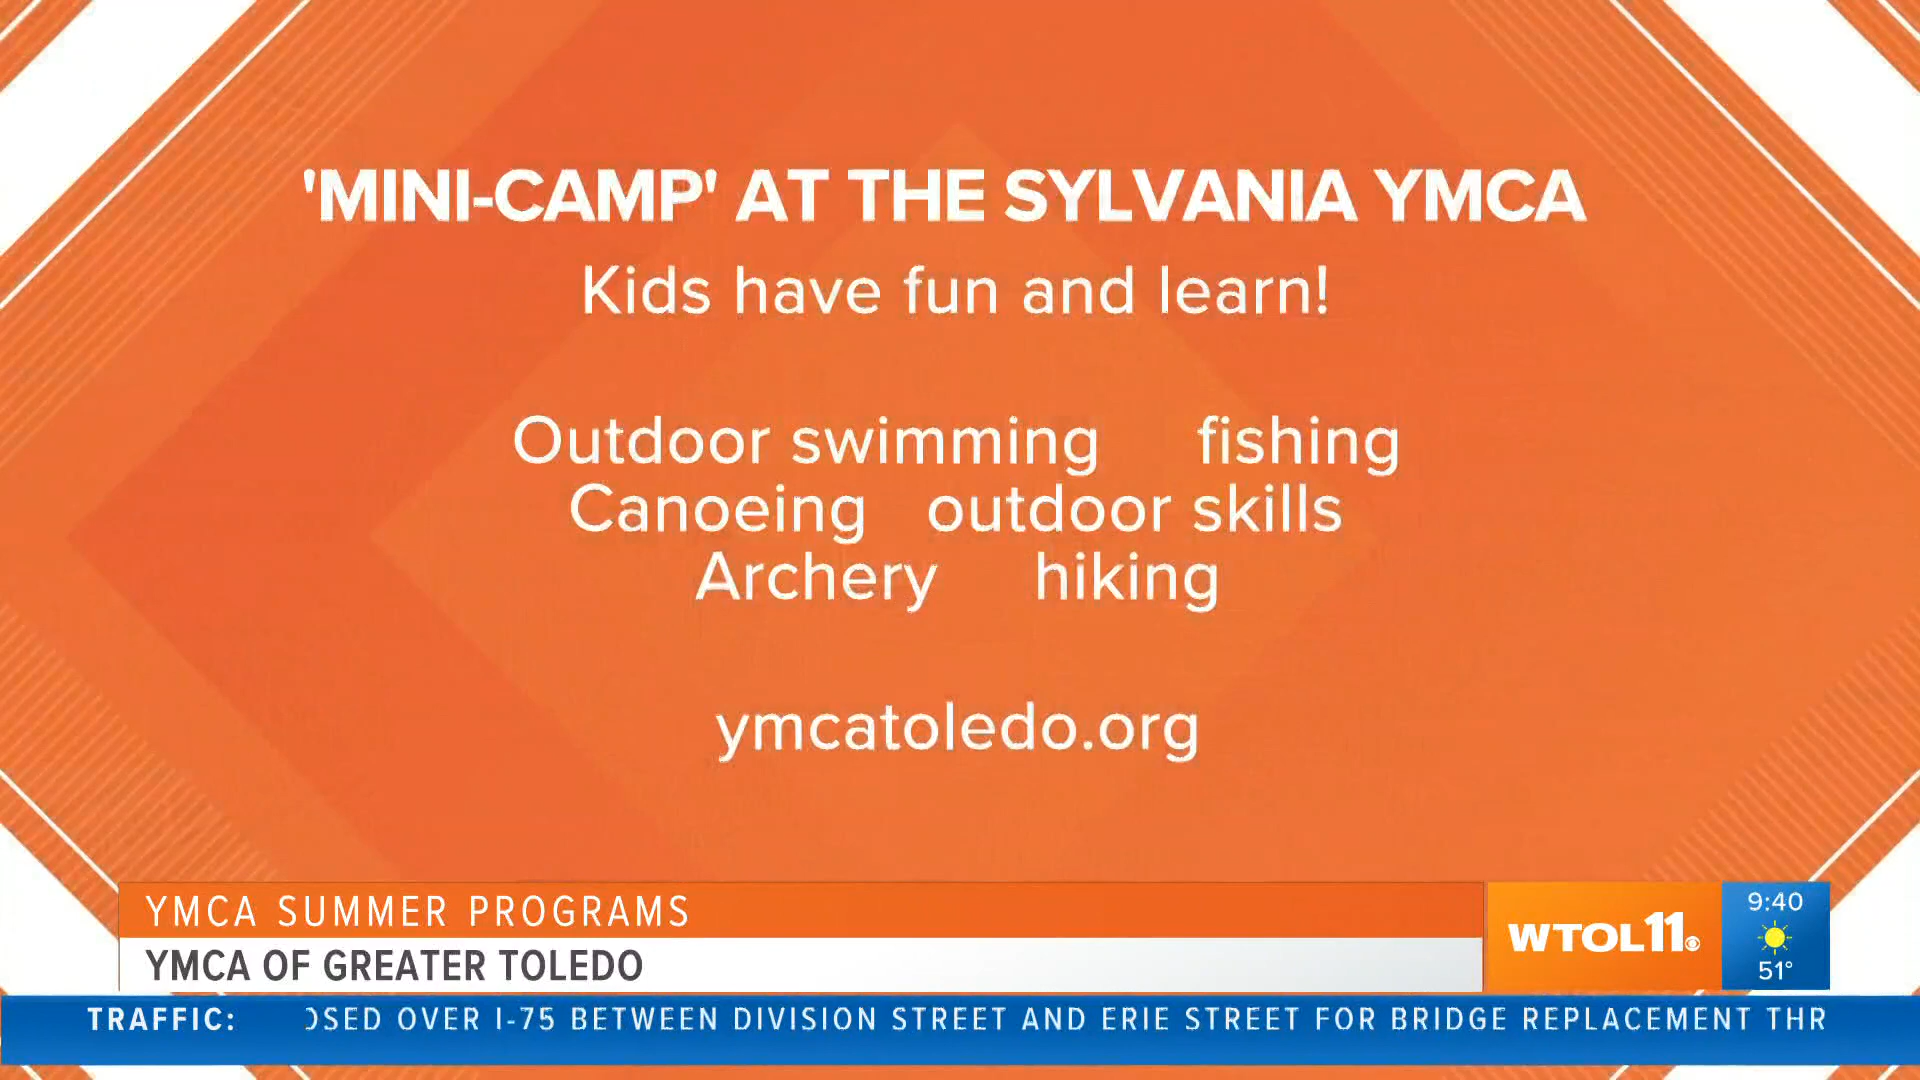 'MINI-CAMP' AT THE SYLVANIA YMCA
Kids have fun and learn!
Outdoor swimming fishing
Canoeing outdoor skills
Archery hiking
ymcatoledo.org
YMCA SUMMER PROGRAMS
YMCA OF GREATER TOLEDO
WTOL11
9:40
51°
TRAFFIC: OSED OVER I-75 BETWEEN DIVISION STREET AND ERIE STREET FOR BRIDGE REPLACEMENT THR